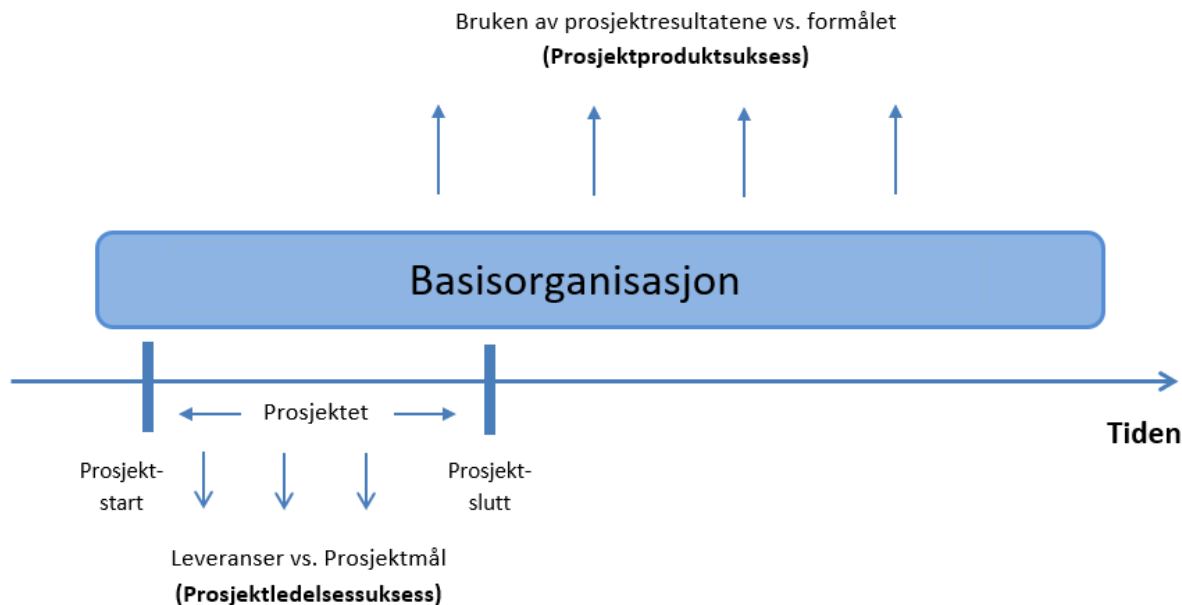 Bruken av prosjektresultatene vs. formålet
(Prosjektproduktsuksess)
Basisorganisasjon
Prosjektet
Tiden
Prosjekt-
start
Prosjekt-
slutt
Leveranser vs. Prosjektmål
(Prosjektledelsessuksess)